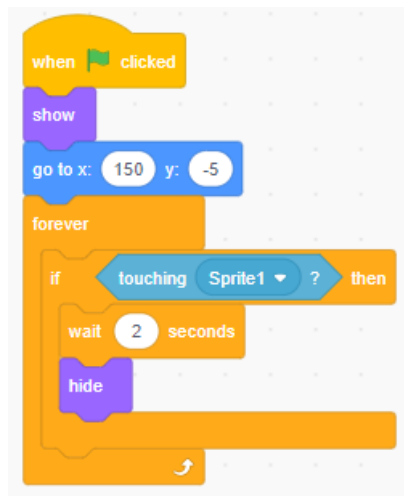 when clicked
show
go to x: 150 y: -5
forever
if touching Sprite1 ? then
wait 2 seconds
hide